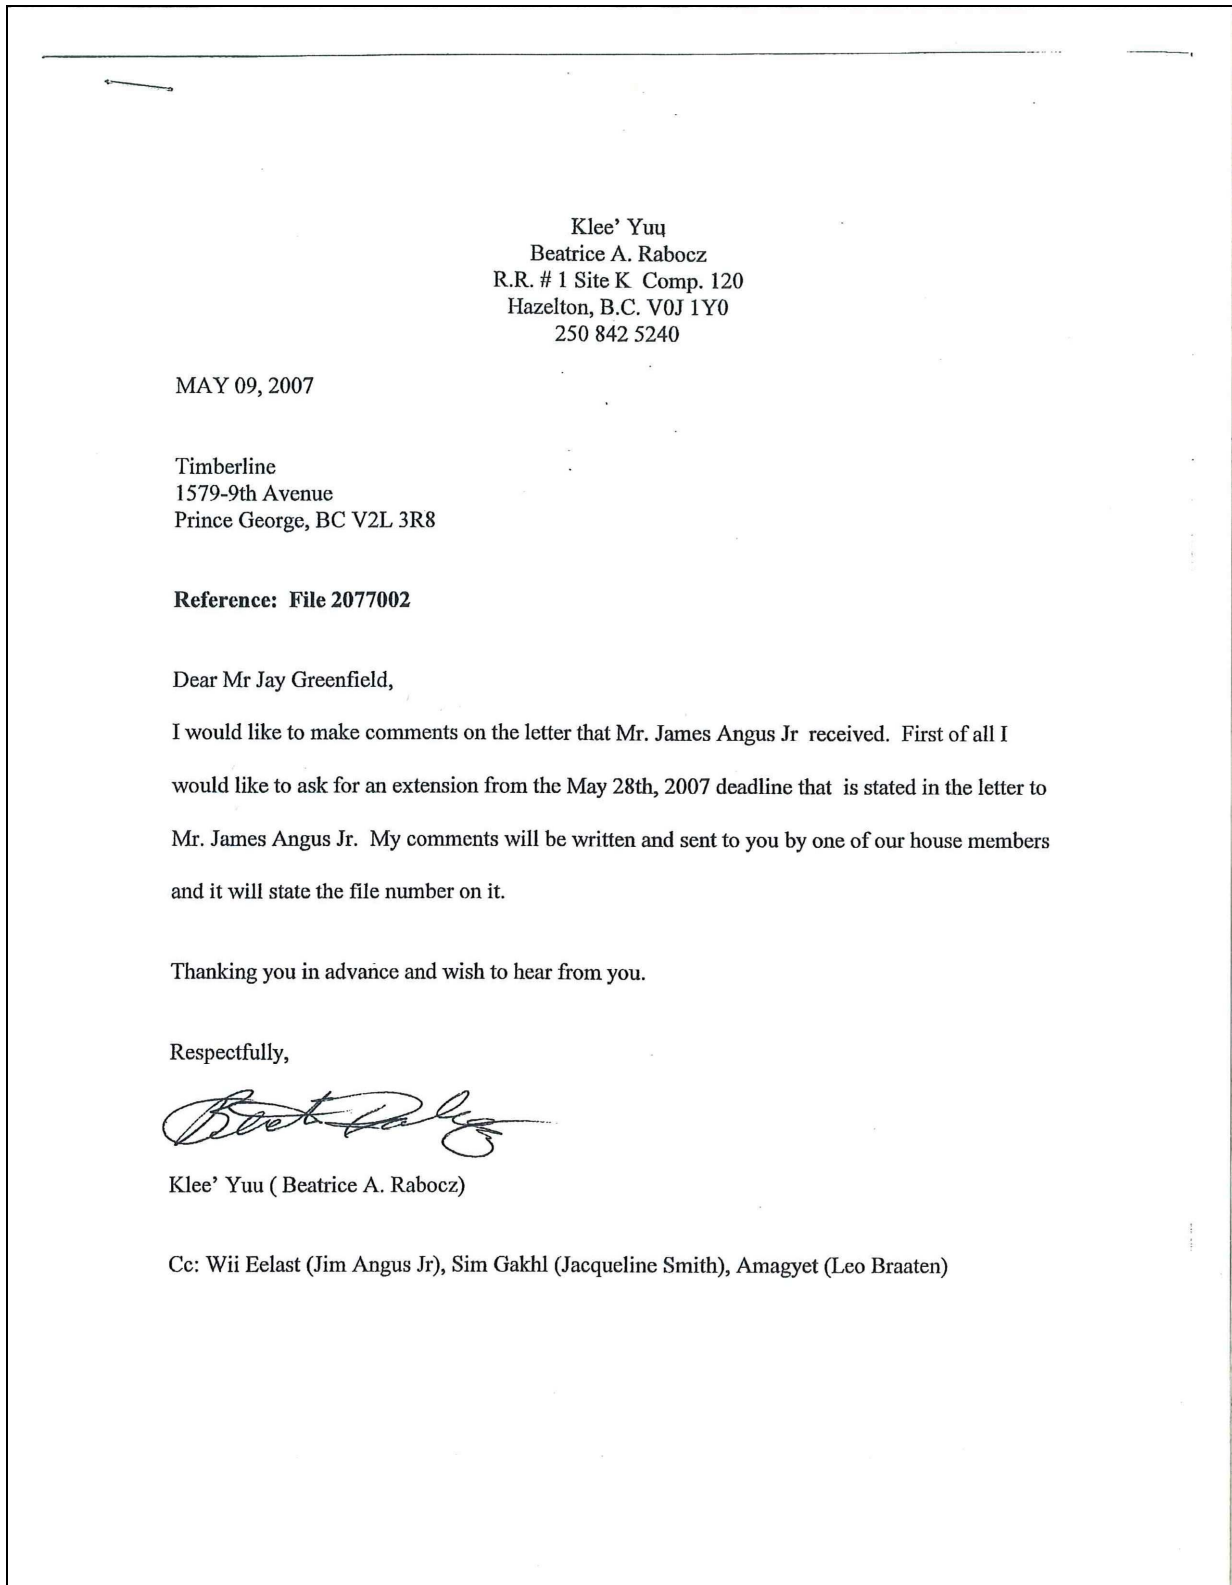 Klee' Yuu
Beatrice A. Rabocz
R.R. # 1 Site K Comp. 120
Hazelton, B.C. V0J 1Y0
250 842 5240
MAY 09, 2007
Timberline
1579-9th Avenue
Prince George, BC V2L 3R8
Reference: File 2077002
Dear Mr Jay Greenfield,
I would like to make comments on the letter that Mr. James Angus Jr received. First of all I
would like to ask for an extension from the May 28th, 2007 deadline that is stated in the letter to
Mr. James Angus Jr. My comments will be written and sent to you by one of our house members
and it will state the file number on it.
Thanking you in advance and wish to hear from you.
Respectfully,
Klee' Yuu ( Beatrice A. Rabocz)
Cc: Wii Eelast (Jim Angus Jr), Sim Gakhl (Jacqueline Smith), Amagyet (Leo Braaten)